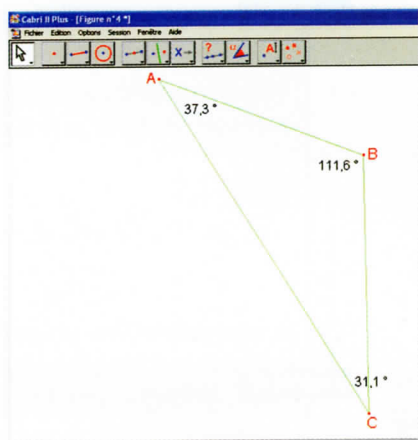 Cabri II Plus - [Figure n°4 *]
Fichier Edition Options Session Fenêtre Aide
A
37,3 °
B
111,6 °
31,1 °
C